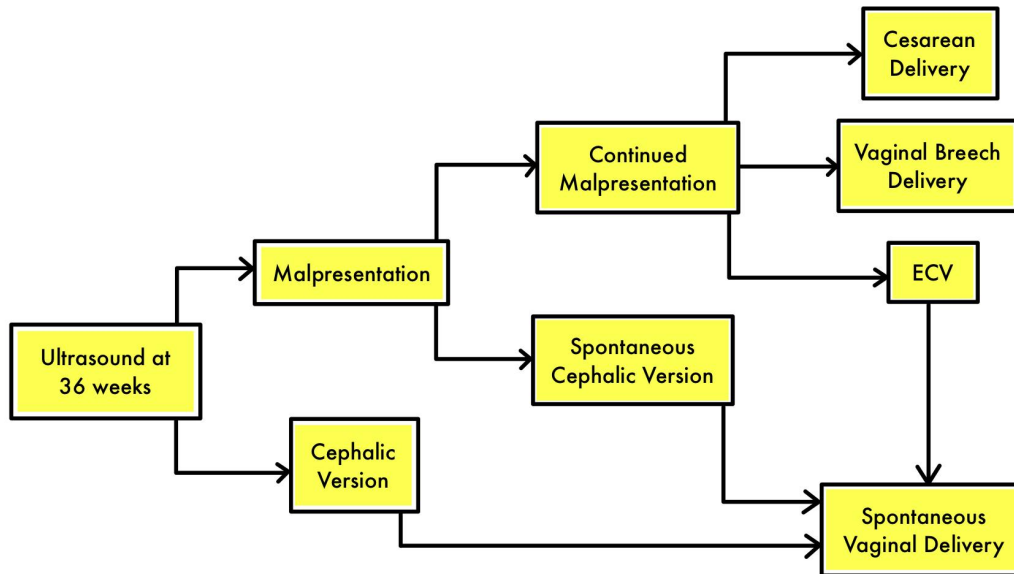 Cesarean
Delivery
Continued
Malpresentation
Vaginal Breech
Delivery
Malpresentation
ECV
Ultrasound at
36 weeks
Spontaneous
Cephalic Version
Cephalic
Version
Spontaneous
Vaginal Delivery